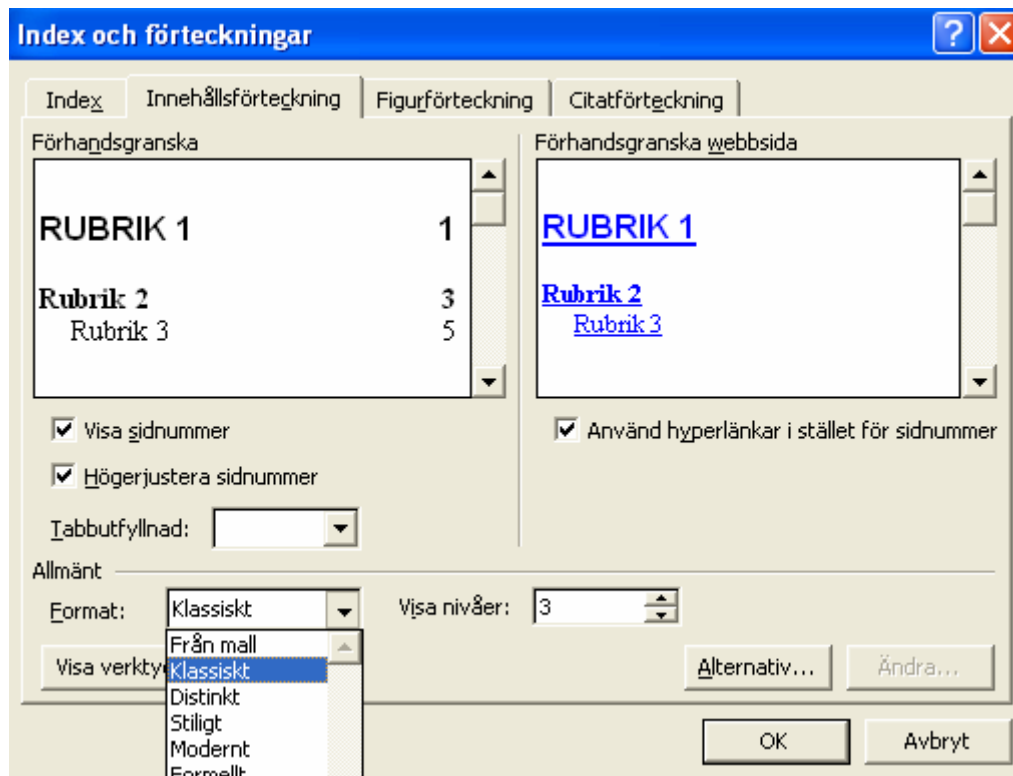 Index och förteckningar
Index
Innehållsförteckning
Figurförteckning
Citatförteckning
Förhandsgranska
RUBRIK 1 1
Rubrik 2 3
Rubrik 3 5
Visa sidnummer
Högerjustera sidnummer
Tabbutfyllnad:
Förhandsgranska webbsida
RUBRIK 1
Rubrik 2
Rubrik 3
Använd hyperlänkar i stället för sidnummer
Allmänt
Format: Klassiskt
Visa nivåer: 3
Från mall
Klassiskt
Distinkt
Stiligt
Modernt
Formellt
Visa
Alternativ...
Ändra...
OK
Avbryt